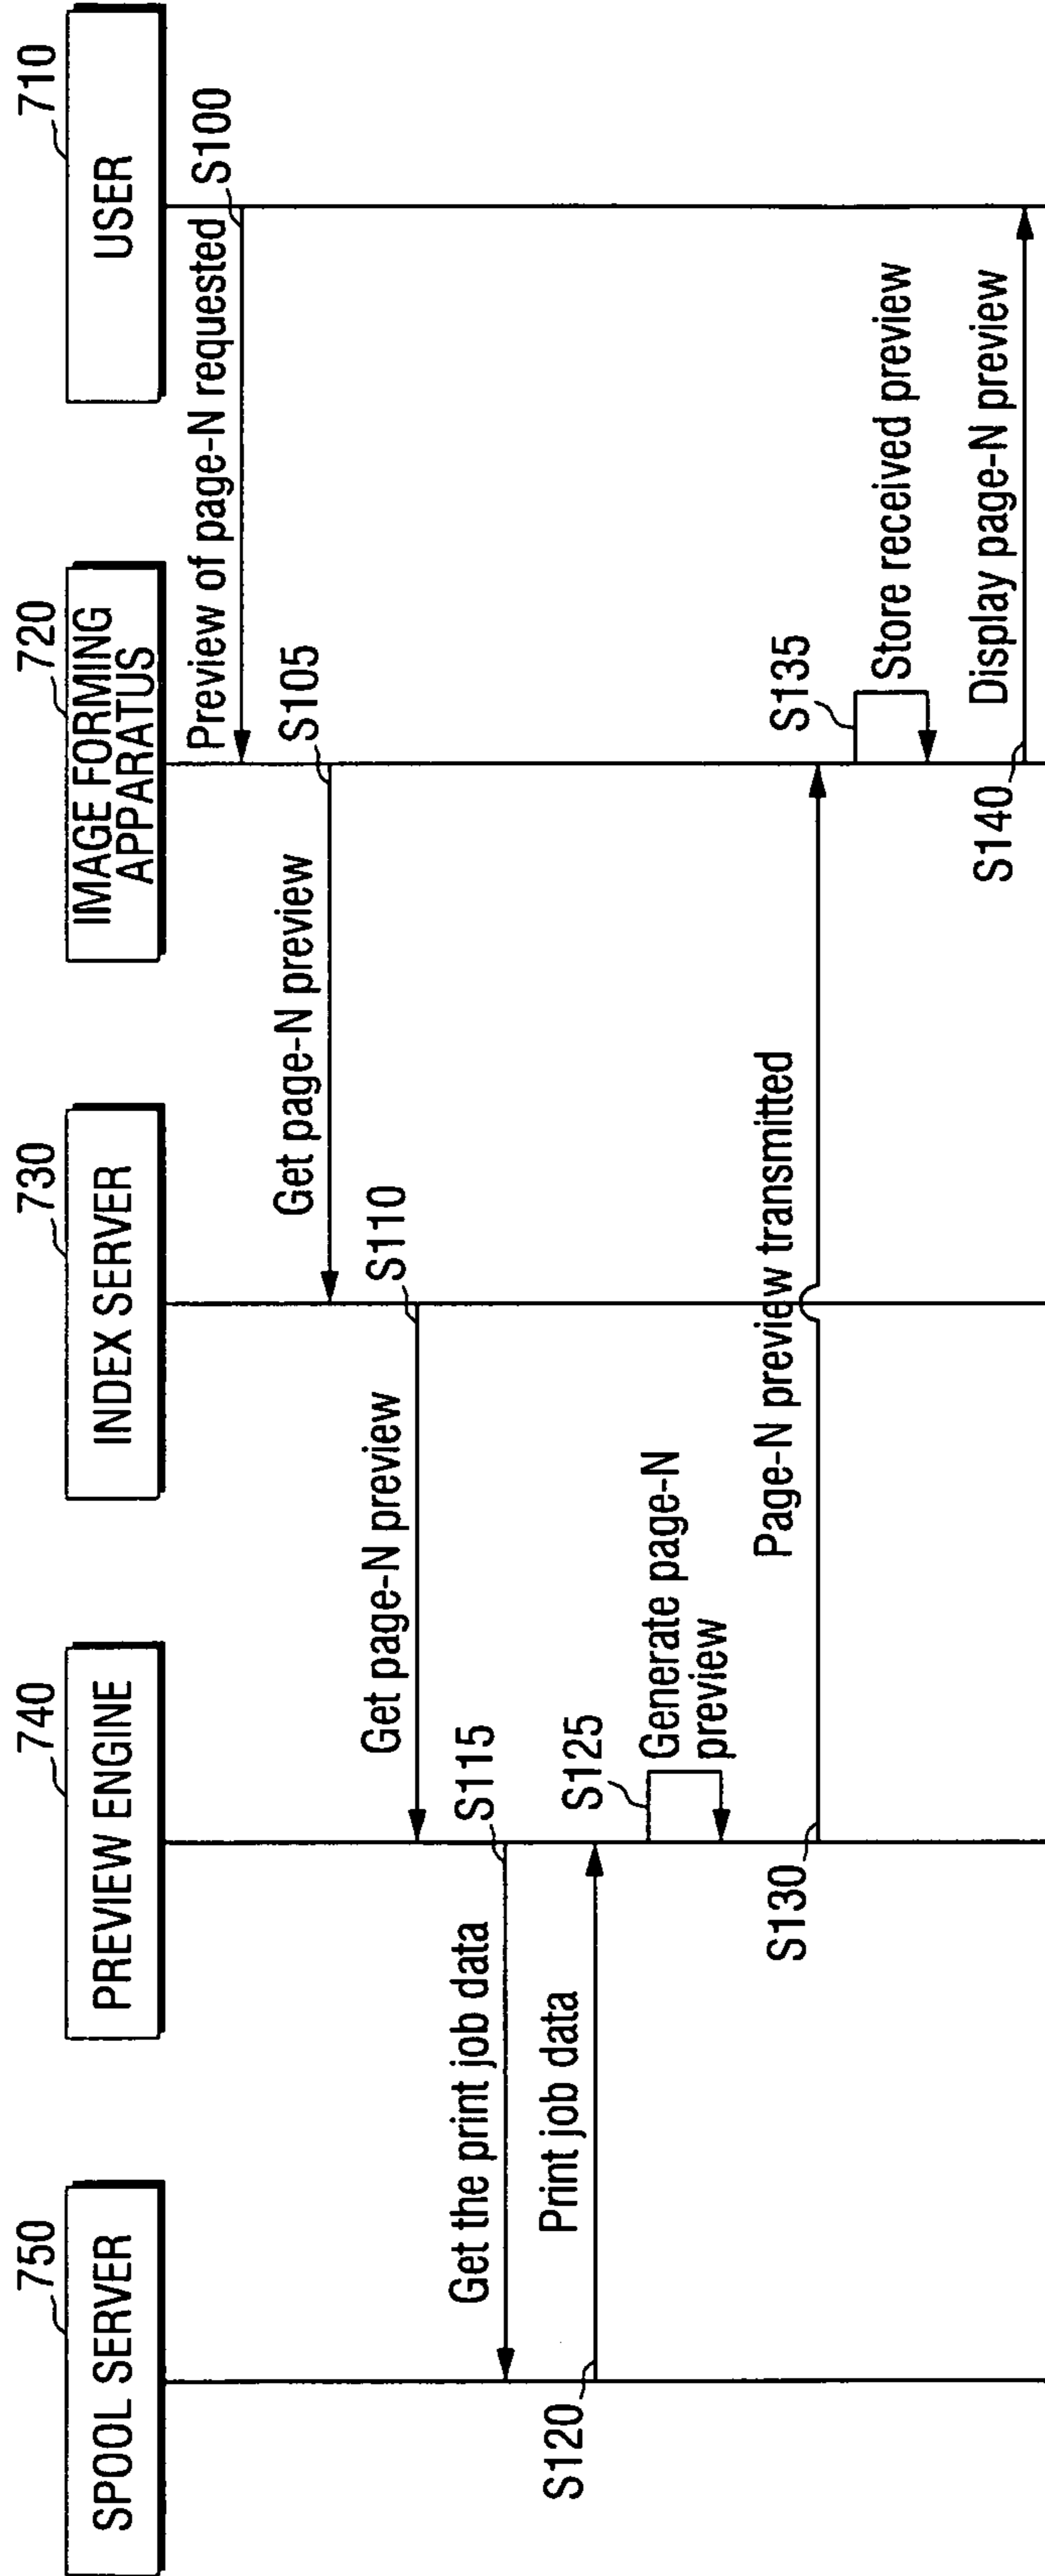 750
SPOOL SERVER
740
PREVIEW ENGINE
730
INDEX SERVER
720
IMAGE FORMING
APPARATUS
710
USER
Preview of page-N requested
S100
Get page-N preview
S105
Get page-N preview
S110
Get the print job data
S115
S120
Print job data
S125
Generate page-N
preview
S130
Page-N preview transmitted
S135
Store received preview
S140
Display page-N preview